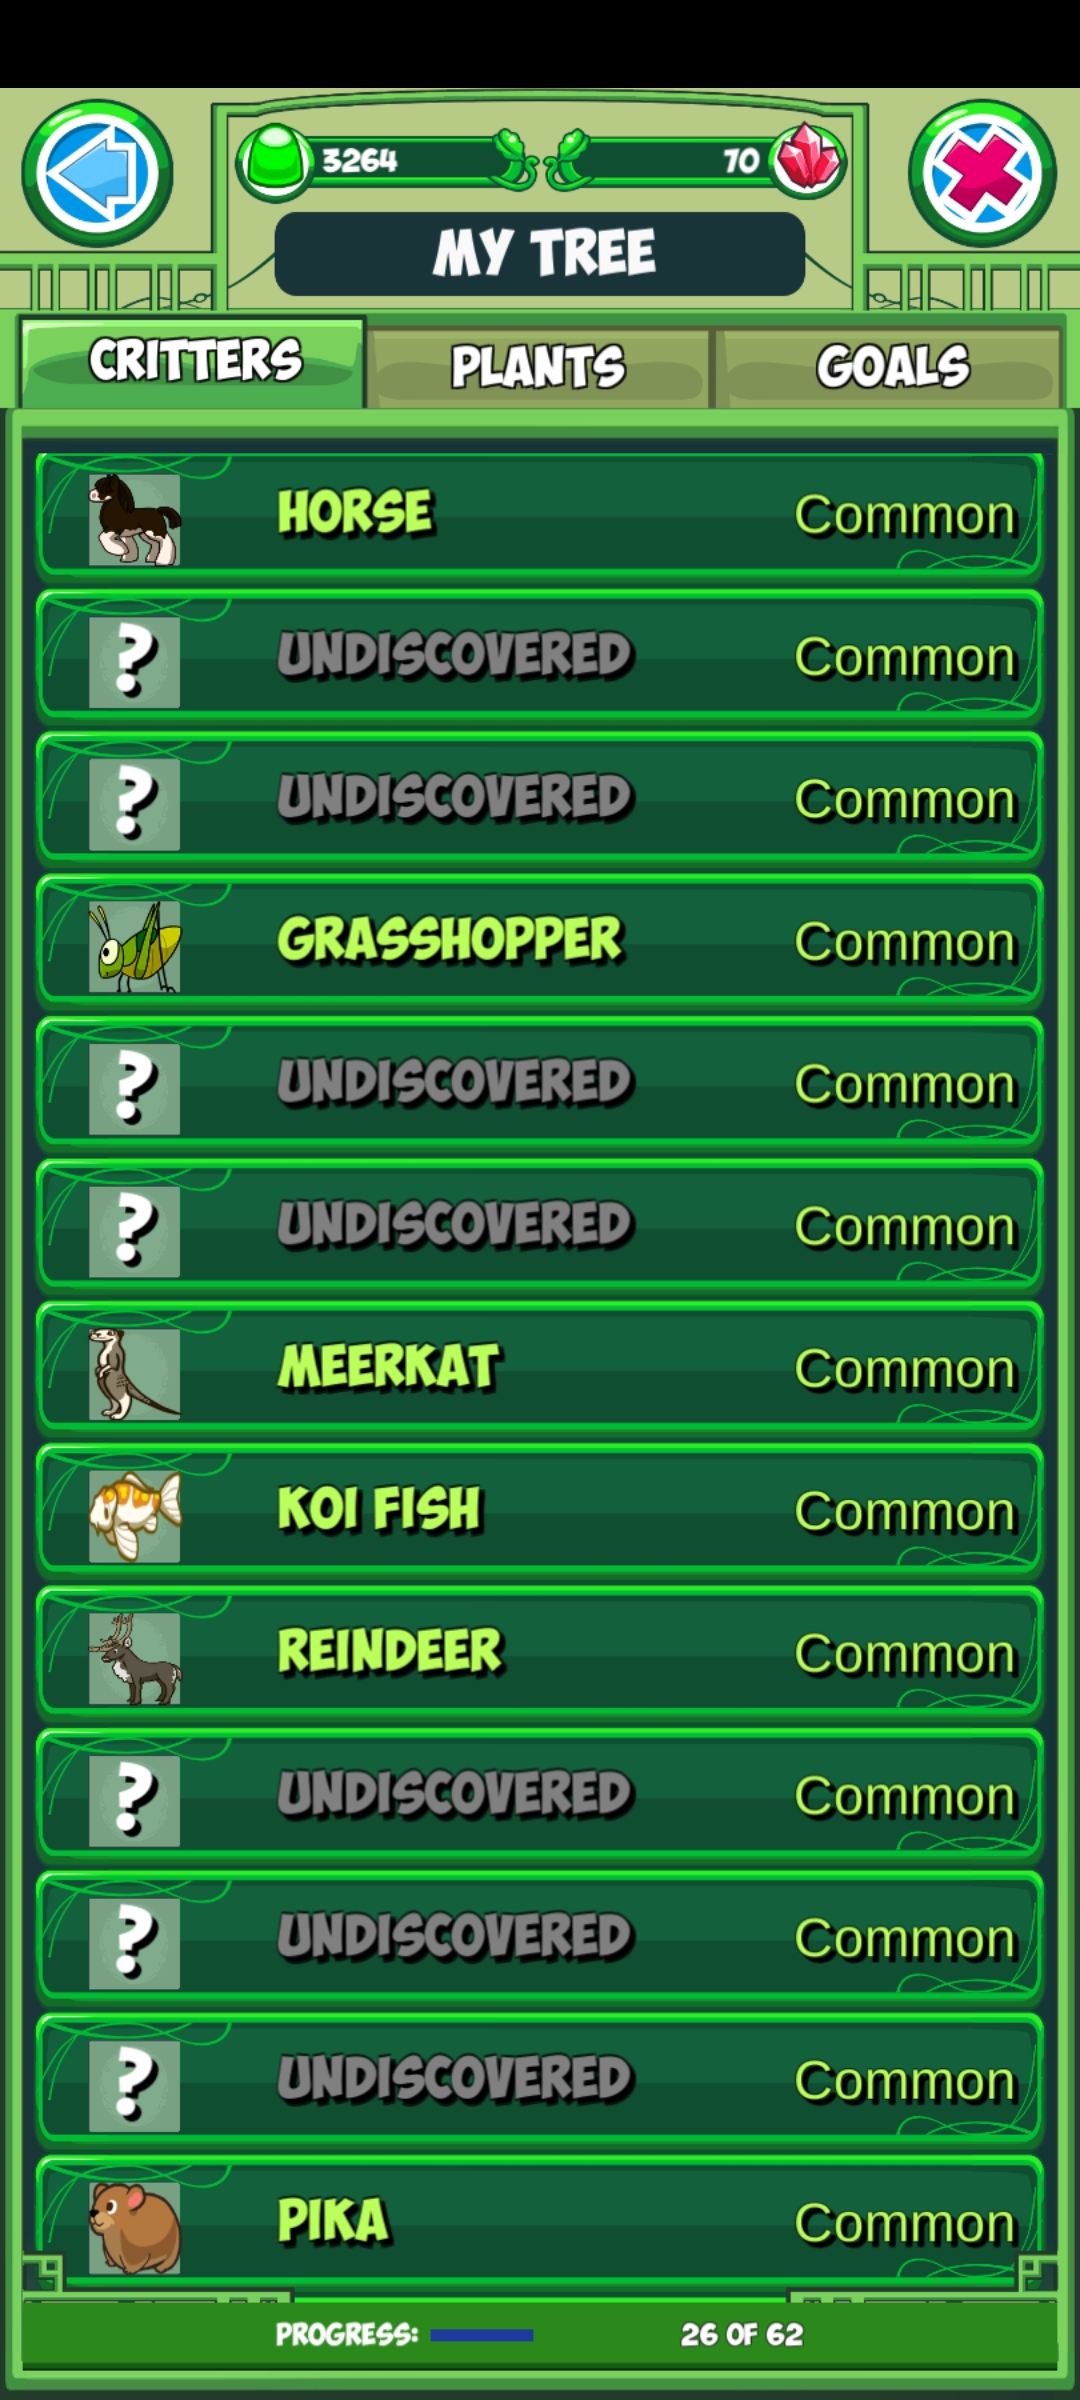 3264
70
MY TREE
CRITTERS
PLANTS
GOALS
HORSE Common
? UNDISCOVERED Common
? UNDISCOVERED Common
GRASSHOPPER Common
? UNDISCOVERED Common
? UNDISCOVERED Common
MEERKAT Common
KOI FISH Common
REINDEER Common
? UNDISCOVERED Common
? UNDISCOVERED Common
? UNDISCOVERED Common
PIKA Common
PROGRESS: 26 OF 62